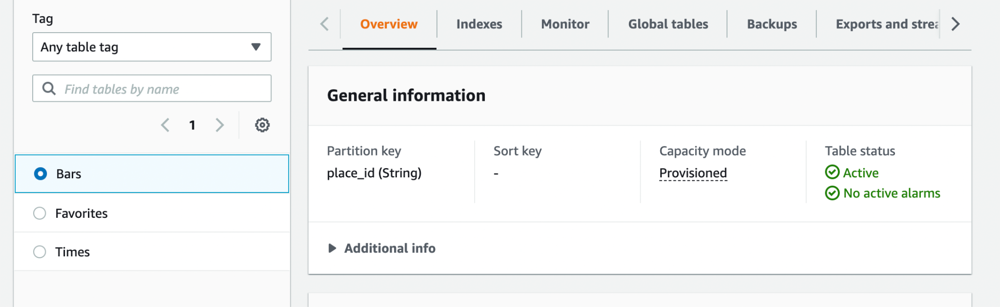 Tag
Any table tag
Find tables by name
1
Bars
Favorites
Times
Overview Indexes Monitor Global tables Backups Exports and strea
General information
Partition key Sort key Capacity mode Table status
place_id (String) - Provisioned Active
No active alarms
Additional info